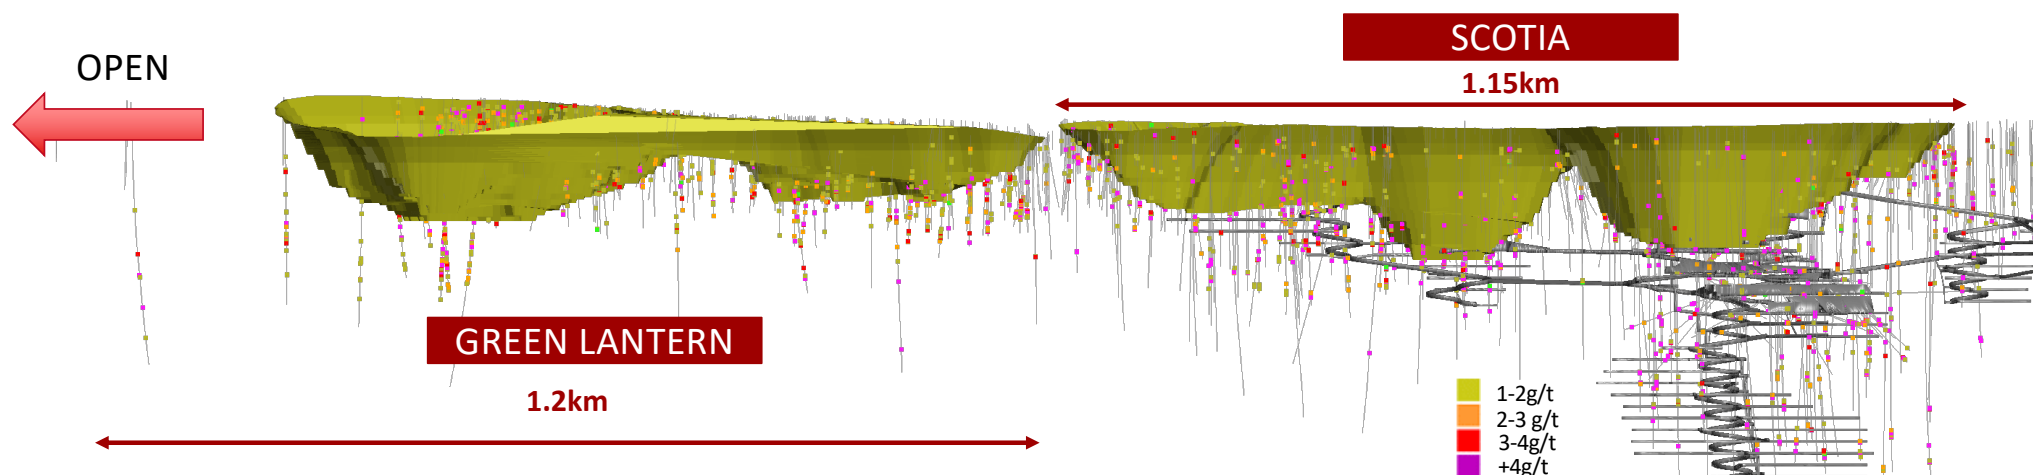 OPEN
SCOTIA
1.15km
GREEN LANTERN
1.2km
1-2g/t
2-3 g/t
3-4g/t
+4g/t